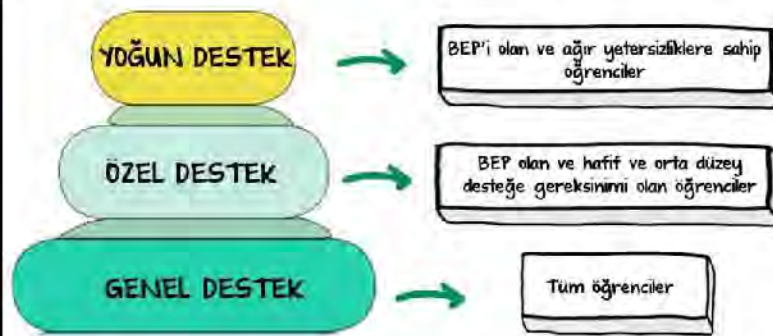 YOĞUN DESTEK
BEP'i olan ve ağır yetersizliklere sahip
öğrenciler
ÖZEL DESTEK
BEP olan ve hafif ve orta düzey
desteğe gereksinimi olan öğrenciler
GENEL DESTEK
Tüm öğrenciler